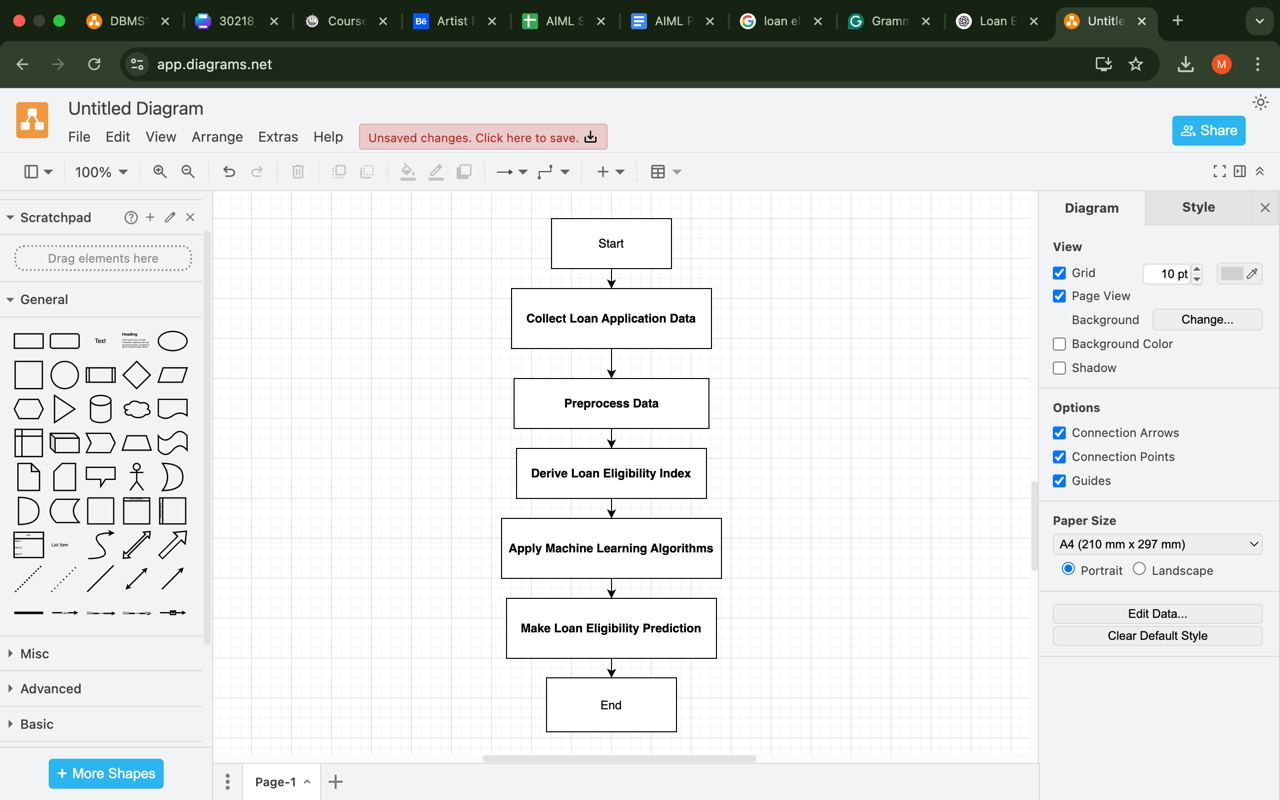 DBMS
30218_
Course
Bē Artist
AIML S
AIML P
loan el
Gramn
Loan E
Untitle
app.diagrams.net
M
Untitled Diagram
File Edit View Arrange Extras Help
Unsaved changes. Click here to save.
Share
100%
Scratchpad
Drag elements here
General
Text
Heading
List Item
Misc
Advanced
Basic
+ More Shapes
Start
Collect Loan Application Data
Preprocess Data
Derive Loan Eligibility Index
Apply Machine Learning Algorithms
Make Loan Eligibility Prediction
End
Page-1
Diagram Style
View
Grid 10 pt
Page View
Background Change...
Background Color
Shadow
Options
Connection Arrows
Connection Points
Guides
Paper Size
A4 (210 mm x 297 mm)
Portrait Landscape
Edit Data...
Clear Default Style